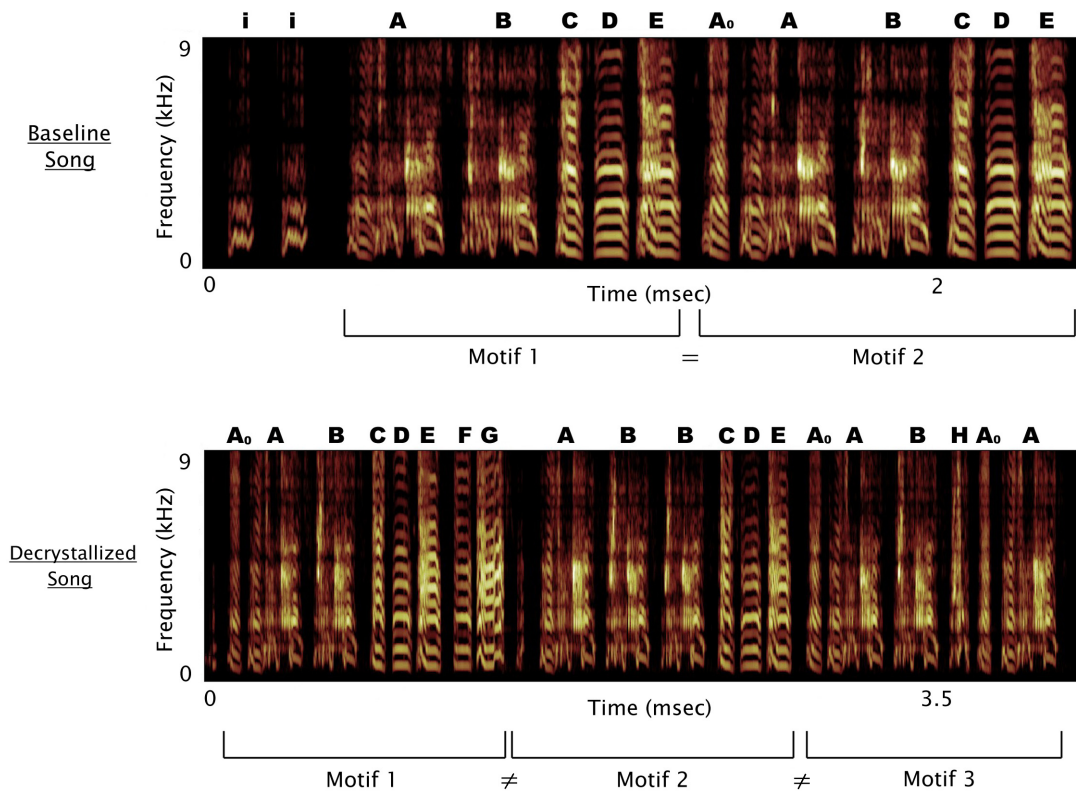 i i A B C D E A₀ A B C D E
9
Baseline
Song
Frequency (kHz)
0
0 2
Time (msec)
Motif 1 = Motif 2
A₀ A B C D E F G A B B C D E A₀ A B H A₀ A
9
Decrystallized
Song
Frequency (kHz)
0
0 3.5
Time (msec)
Motif 1 ≠ Motif 2 ≠ Motif 3